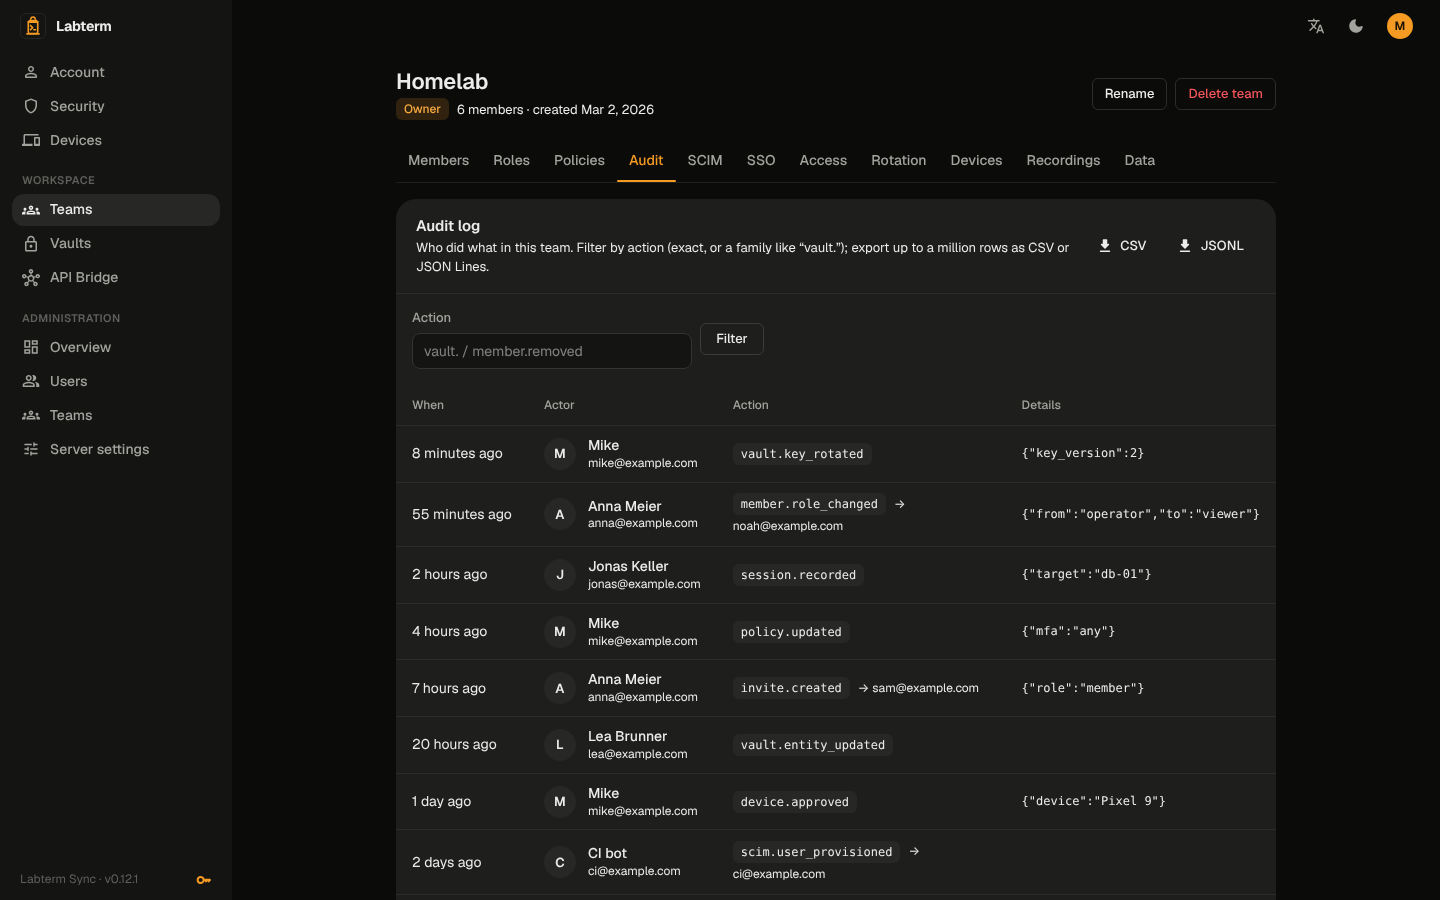 Labterm
M
Account
Security
Devices
WORKSPACE
Teams
Vaults
API Bridge
ADMINISTRATION
Overview
Users
Teams
Server settings
Labterm Sync · v0.12.1
Homelab
Owner 6 members · created Mar 2, 2026
Rename Delete team
Members Roles Policies Audit SCIM SSO Access Rotation Devices Recordings Data
Audit log
Who did what in this team. Filter by action (exact, or a family like “vault.”); export up to a million rows as CSV or
JSON Lines.
CSV JSONL
Action
vault. / member.removed
Filter
When Actor Action Details
8 minutes ago M Mike
mike@example.com
vault.key_rotated {"key_version":2}
55 minutes ago A Anna Meier
anna@example.com
member.role_changed →
noah@example.com
{"from":"operator","to":"viewer"}
2 hours ago J Jonas Keller
jonas@example.com
session.recorded {"target":"db-01"}
4 hours ago M Mike
mike@example.com
policy.updated {"mfa":"any"}
7 hours ago A Anna Meier
anna@example.com
invite.created → sam@example.com {"role":"member"}
20 hours ago L Lea Brunner
lea@example.com
vault.entity_updated
1 day ago M Mike
mike@example.com
device.approved {"device":"Pixel 9"}
2 days ago C CI bot
ci@example.com
scim.user_provisioned →
ci@example.com